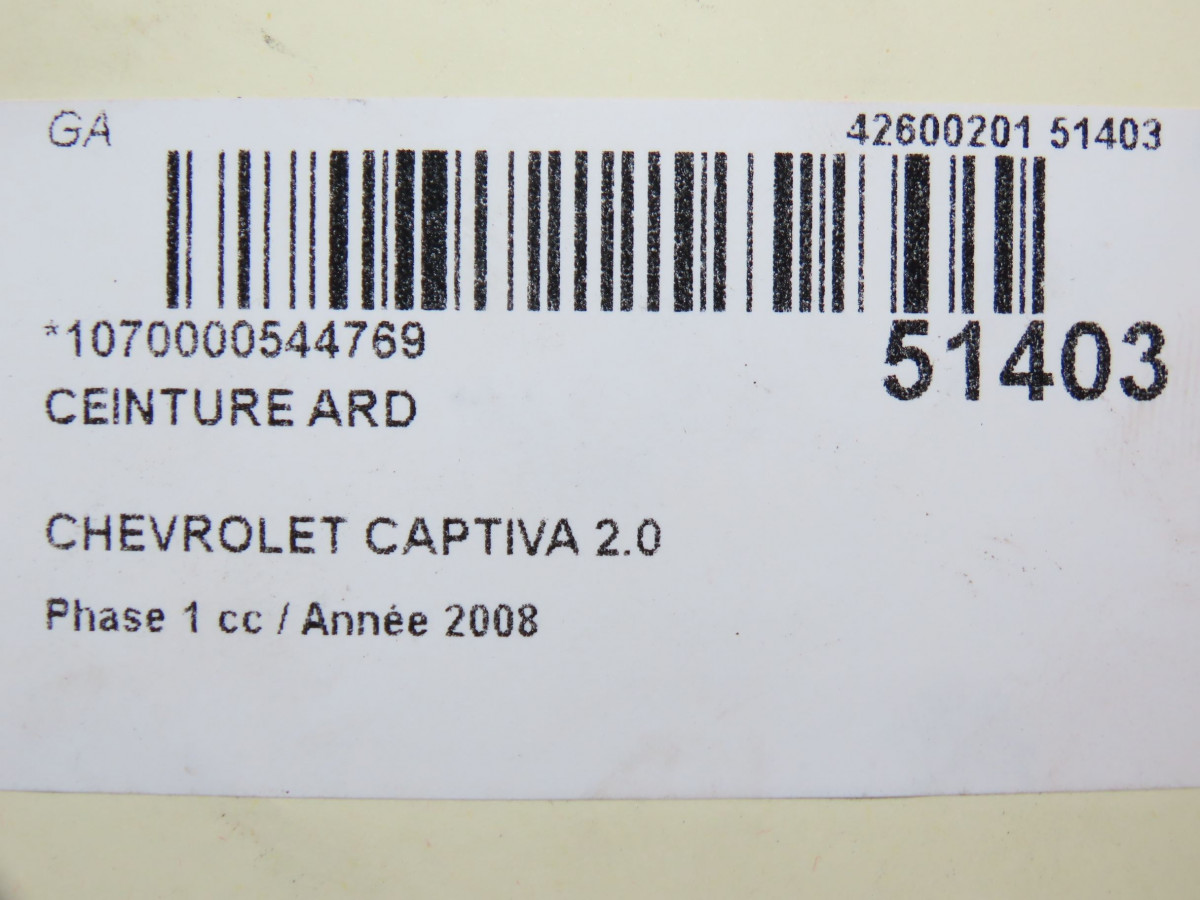 GA 42600201 51403
*1070000544769 51403
CEINTURE ARD
CHEVROLET CAPTIVA 2.0
Phase 1 cc / Année 2008